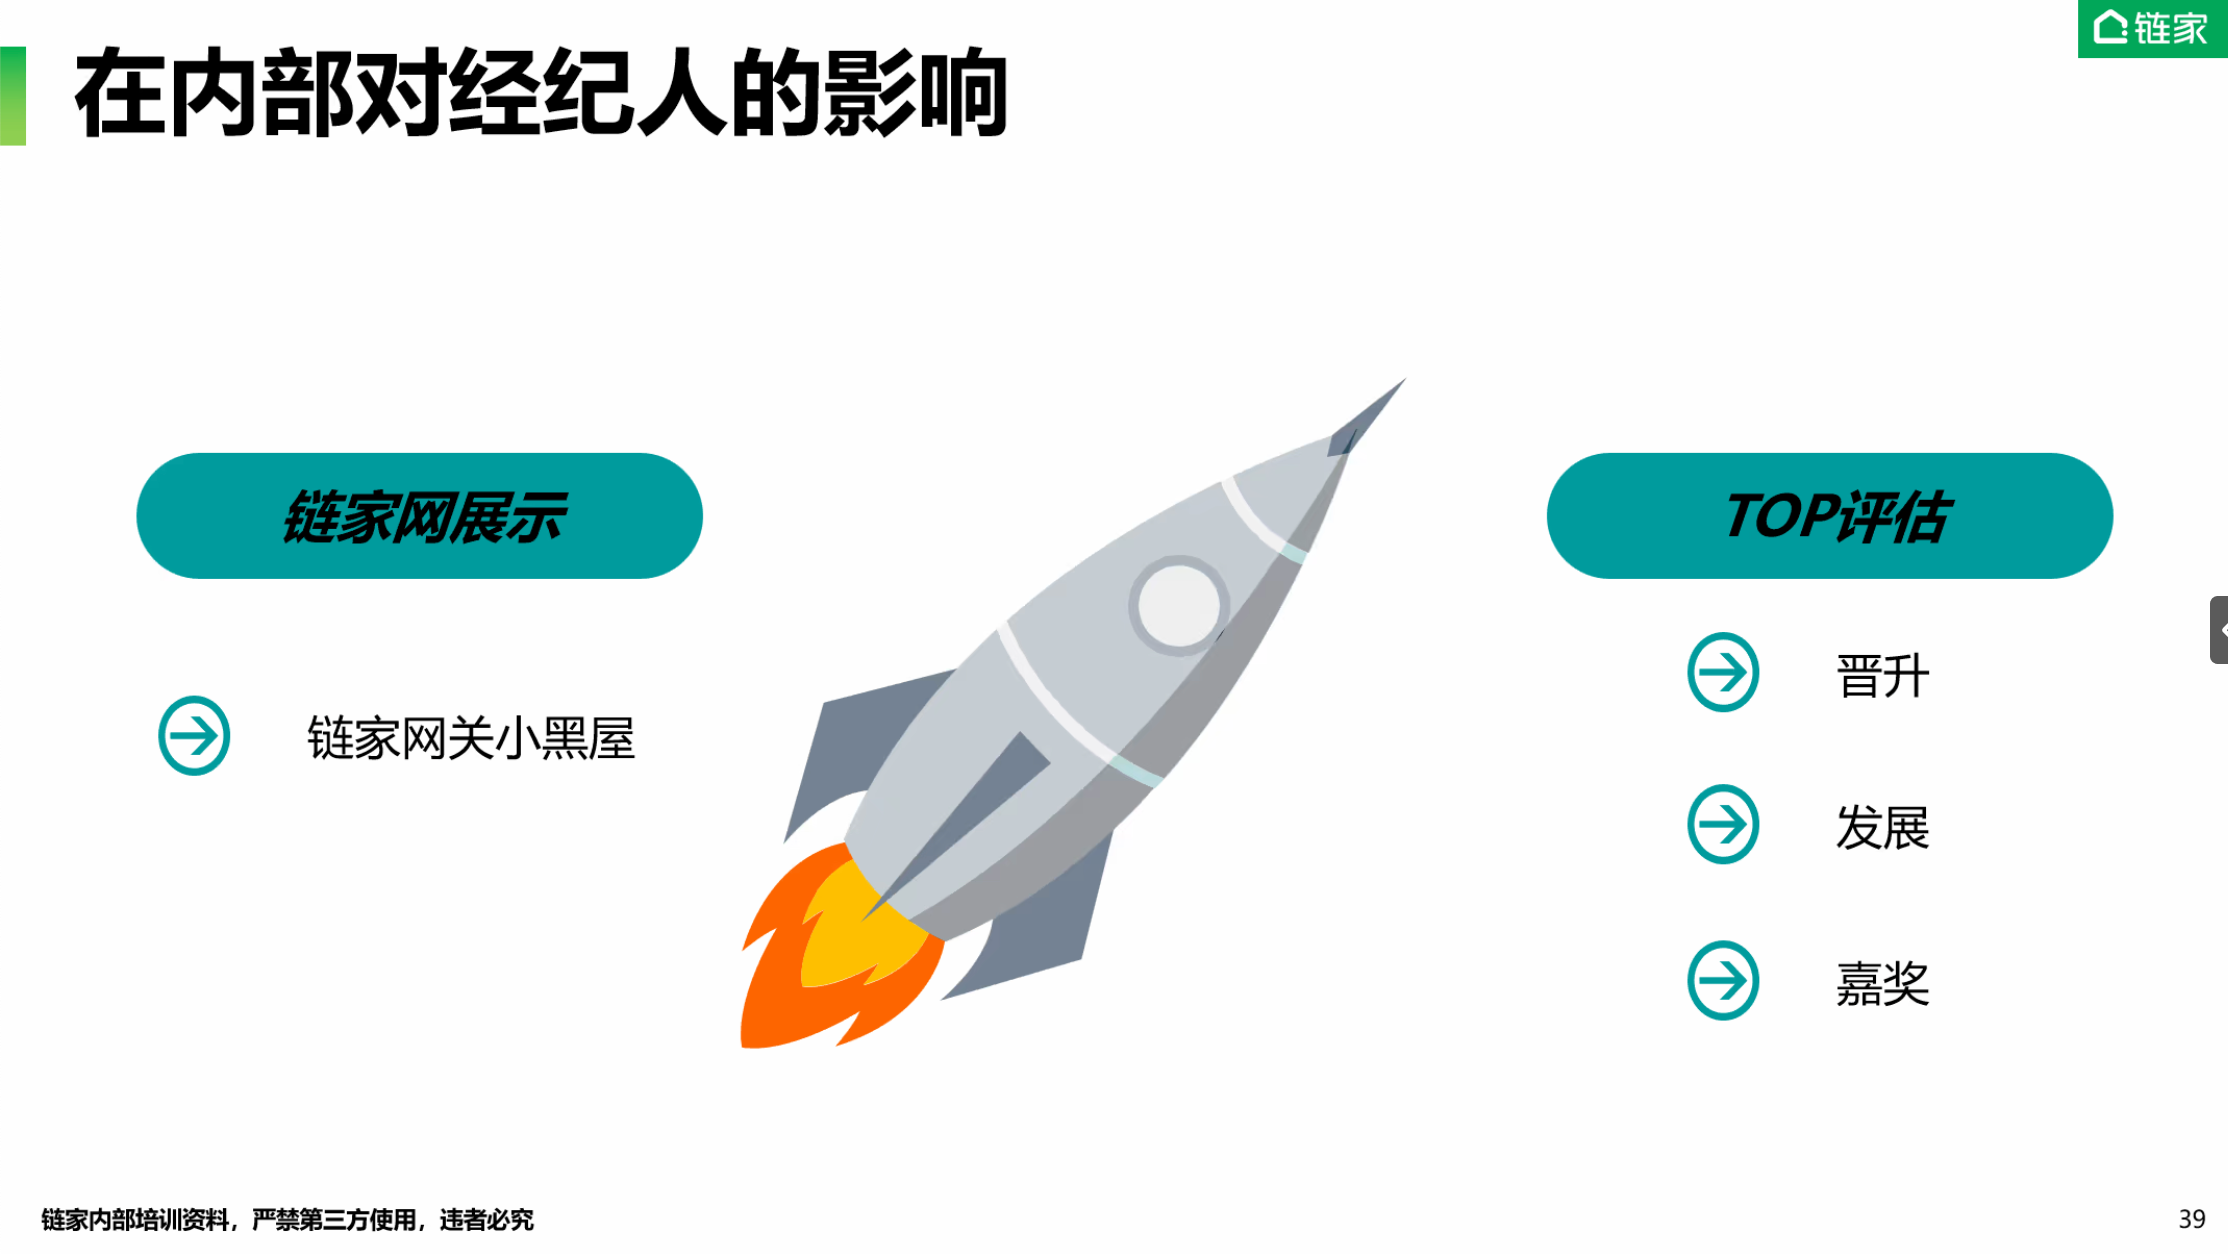 链家
在内部对经纪人的影响
链家网展示
链家网关小黑屋
TOP评估
晋升
发展
嘉奖
链家内部培训资料，严禁第三方使用，违者必究
39